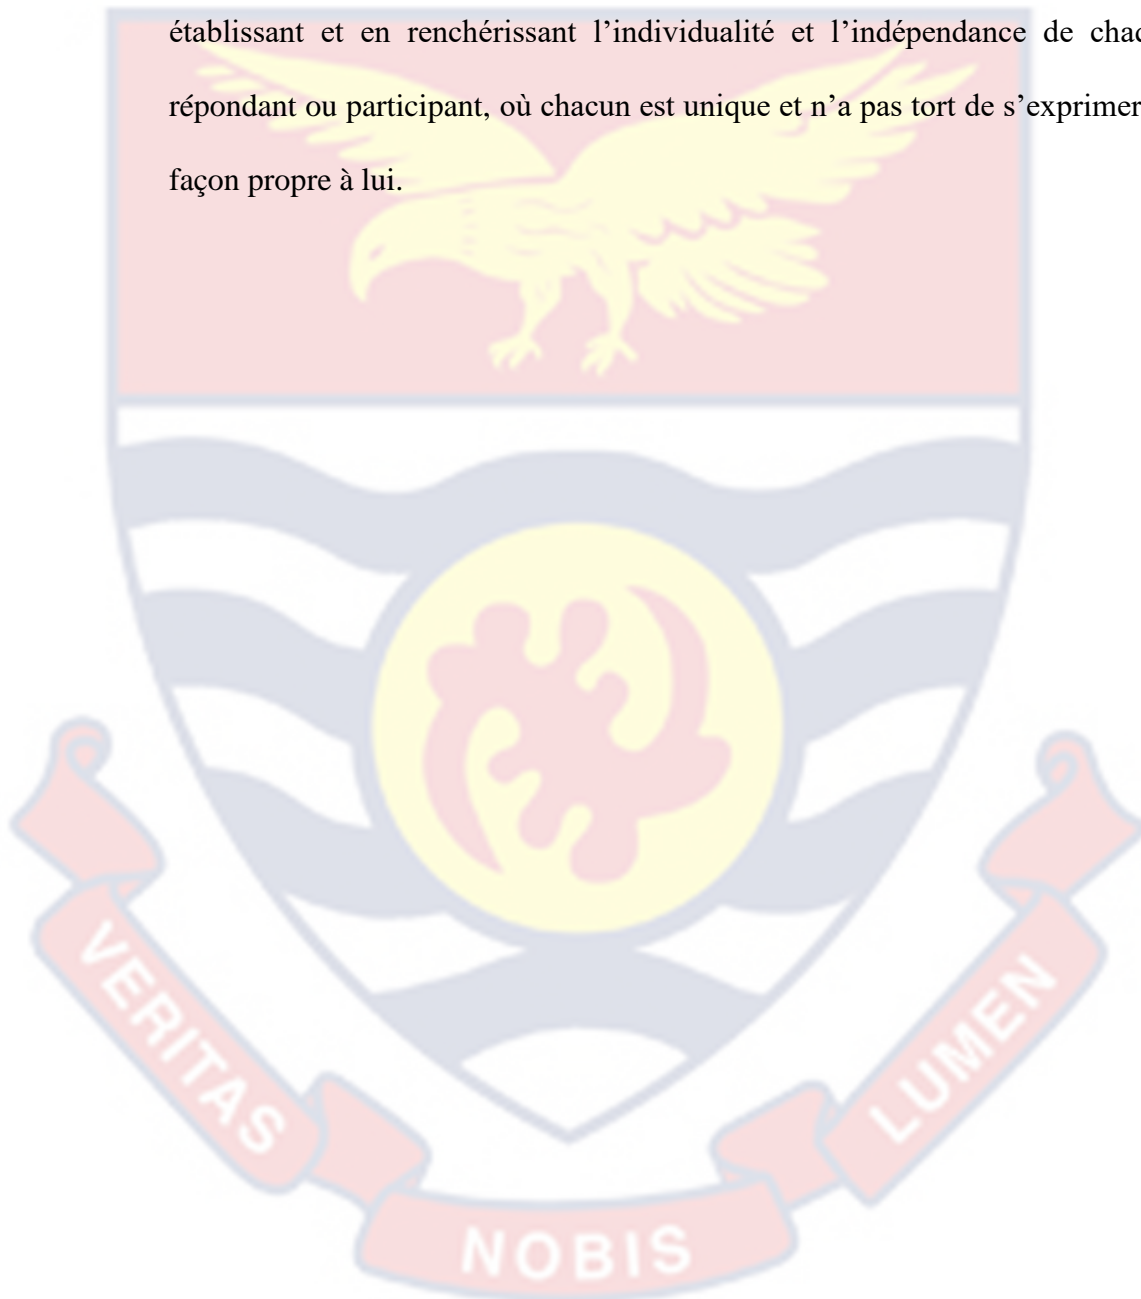 établissant et en renchérissant l’individualité et l’indépendance de
répondant ou participant, où chacun est unique et n’a pas tort de s’exprimer
façon propre à lui.
VERITAS
NOBIS
LUMEN